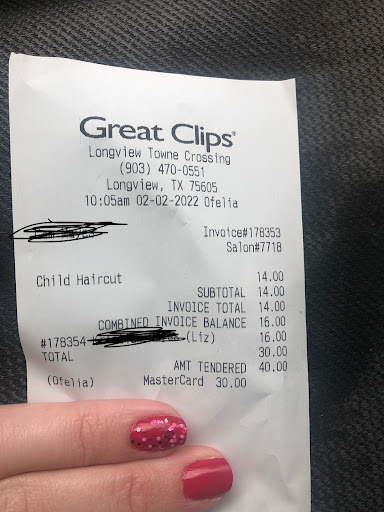 Great Clips®
Longview Towne Crossing
(903) 470-0551
Longview, TX 75605
10:05am 02-02-2022 Ofelia
Invoice#178353
Salon#7718
Child Haircut 14.00
SUBTOTAL 14.00
INVOICE TOTAL 14.00
COMBINED INVOICE BALANCE 16.00
#178354 (Liz) 16.00
TOTAL 30.00
AMT TENDERED 40.00
(Ofelia) MasterCard 30.00